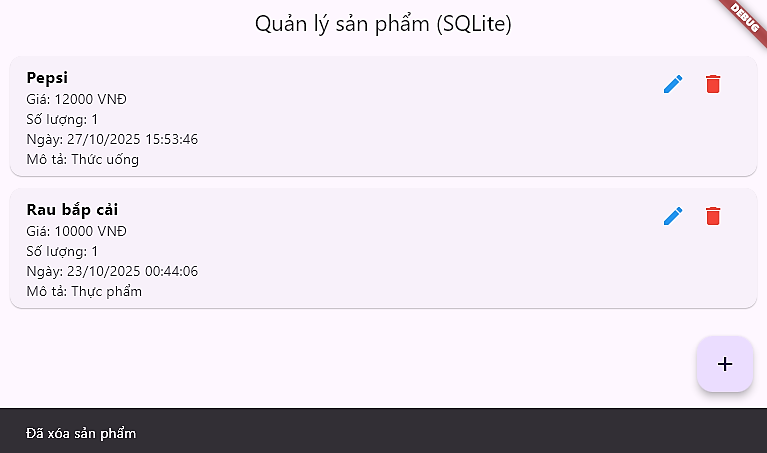 Quản lý sản phẩm (SQLite)
DEBUG
Pepsi
Giá: 12000 VNĐ
Số lượng: 1
Ngày: 27/10/2025 15:53:46
Mô tả: Thức uống
Rau bắp cải
Giá: 10000 VNĐ
Số lượng: 1
Ngày: 23/10/2025 00:44:06
Mô tả: Thực phẩm
Đã xóa sản phẩm